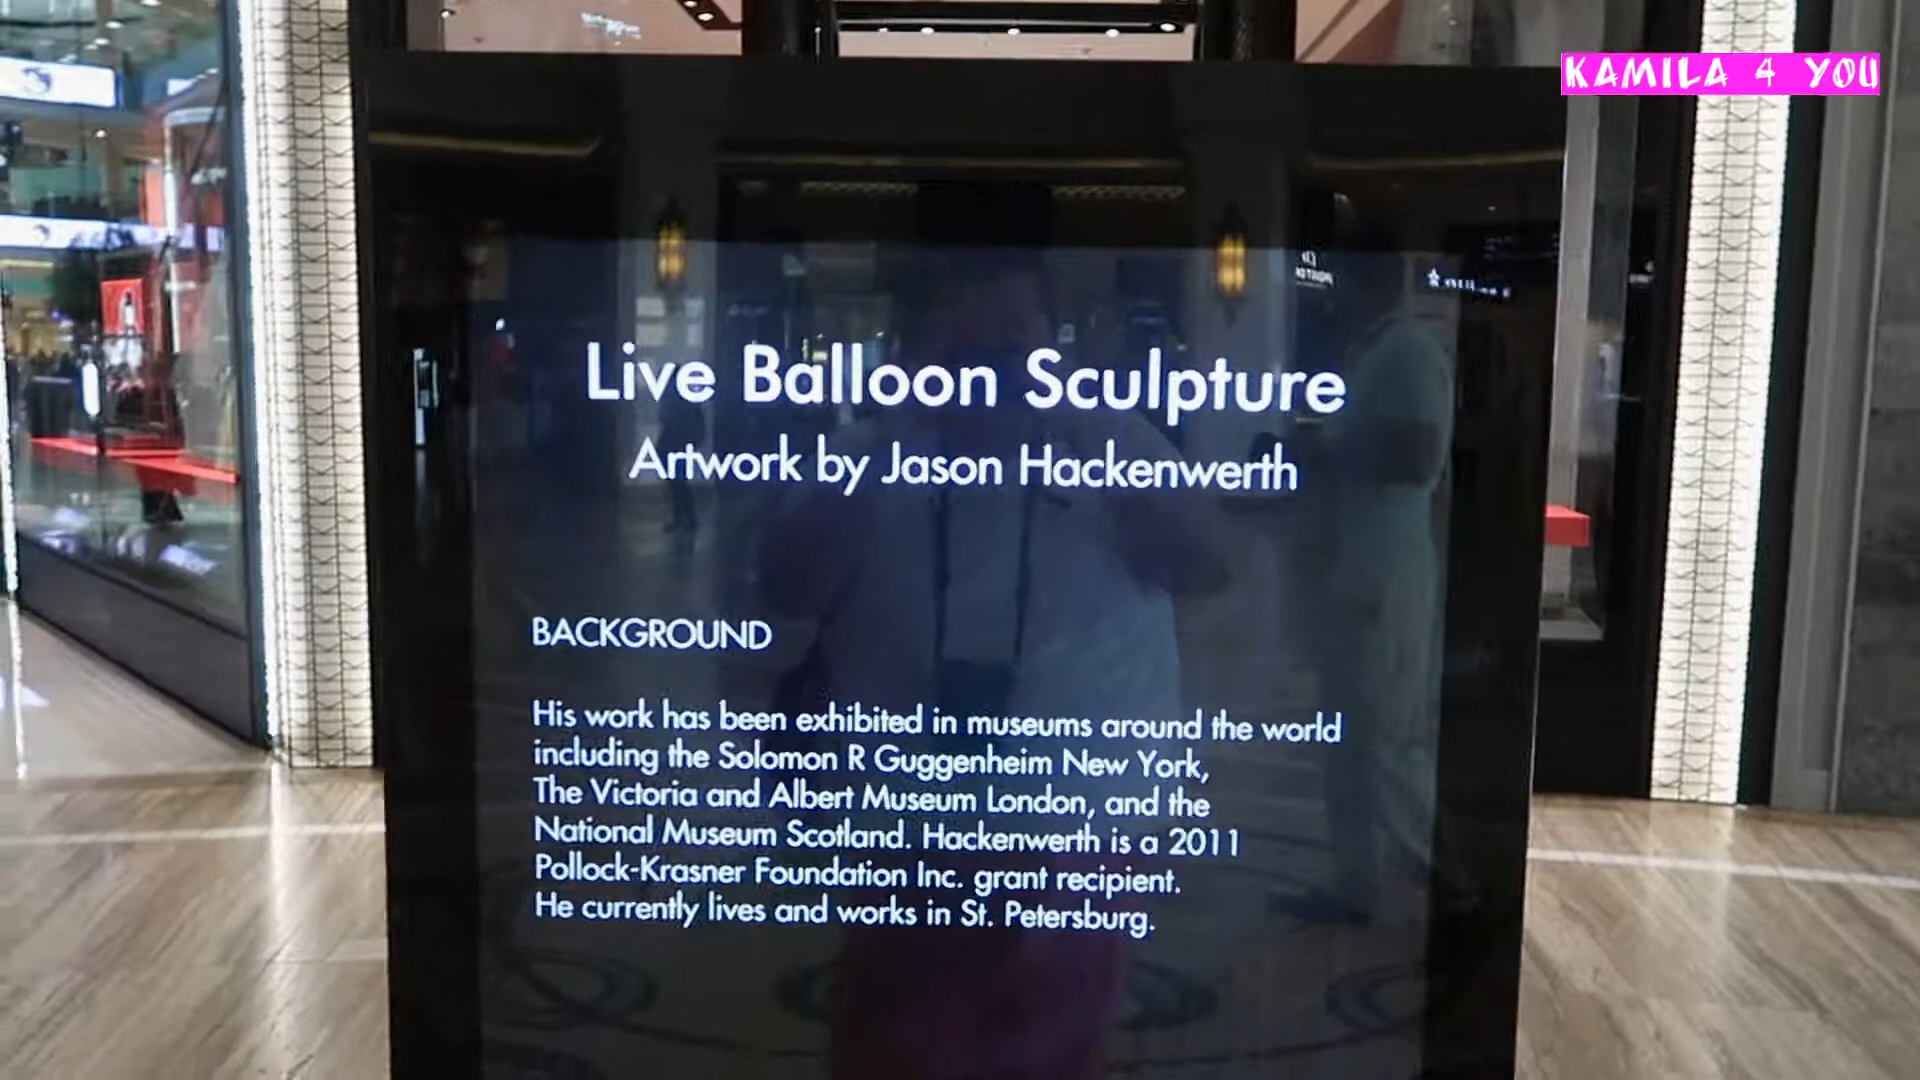 KAMILA 4 YOU
Live Balloon Sculpture
Artwork by Jason Hackenwerth
BACKGROUND
His work has been exhibited in museums around the world
including the Solomon R Guggenheim New York,
The Victoria and Albert Museum London, and the
National Museum Scotland. Hackenwerth is a 2011
Pollock-Krasner Foundation Inc. grant recipient.
He currently lives and works in St. Petersburg.